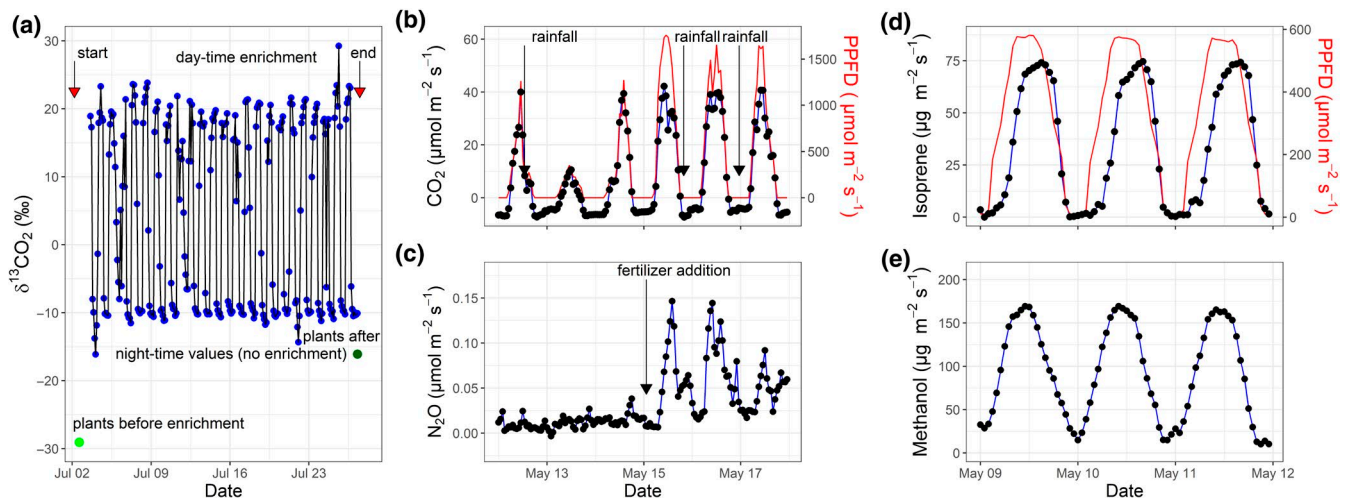 (a)
start
day-time enrichment
end
30
20
10
0
−10
−20
−30
δ¹³CO₂ (‰)
plants after
night-time values (no enrichment)
plants before enrichment
Jul 02
Jul 09
Jul 16
Jul 23
Date
(b)
rainfall
rainfall
rainfall
60
40
20
0
CO₂ (μmol m⁻² s⁻¹)
1500
1000
500
0
PPFD ( μmol m⁻² s⁻¹)
(c)
fertilizer addition
0.15
0.10
0.05
0.00
N₂O (μmol m⁻² s⁻¹)
May 13
May 15
May 17
Date
(d)
75
50
25
0
Isoprene (μg m⁻² s⁻¹)
600
400
200
0
PPFD ( μmol m⁻² s⁻¹)
(e)
200
150
100
50
0
Methanol (μg m⁻² s⁻¹)
May 09
May 10
May 11
May 12
Date